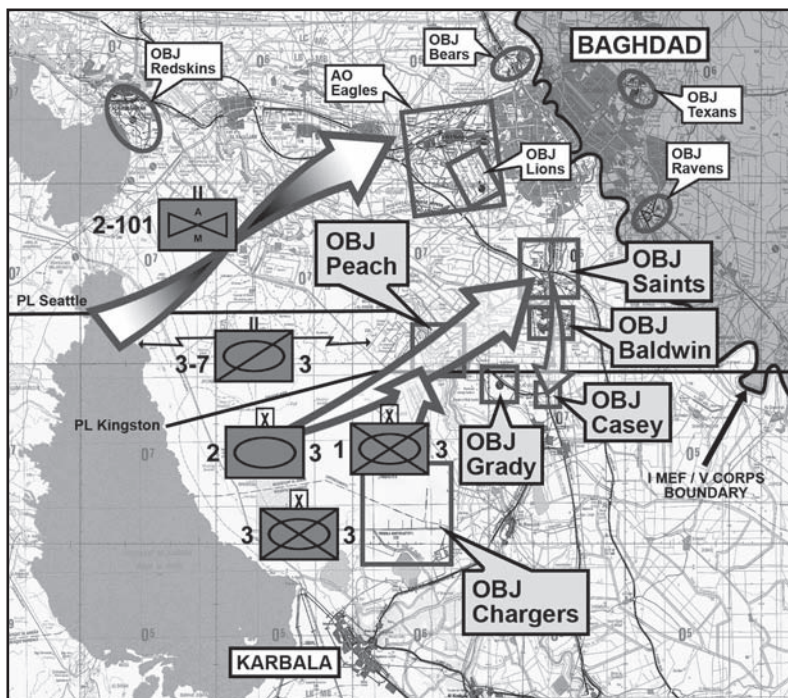 OBJ
Redskins
OBJ
Bears
BAGHDAD
AO
Eagles
OBJ
Texans
OBJ
Lions
OBJ
Ravens
II
A
M
2-101
OBJ
Peach
OBJ
Saints
PL Seattle
II
3-7
3
OBJ
Baldwin
PL Kingston
X
2
3
X
1
3
OBJ
Grady
OBJ
Casey
I MEF / V CORPS
BOUNDARY
X
3
3
OBJ
Chargers
KARBALA